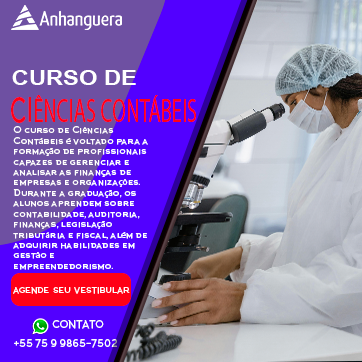 Anhanguera
CURSO DE
CIÊNCIAS CONTÁBEIS
O curso de Ciências
Contábeis é voltado para a
formação de profissionais
capazes de gerenciar e
analisar as finanças de
empresas e organizações.
Durante a graduação, os
alunos aprendem sobre
contabilidade, auditoria,
finanças, legislação
tributária e fiscal, além de
adquirir habilidades em
gestão e
empreendedorismo.
AGENDE SEU VESTIBULAR
CONTATO
+55 75 9 9865-7502